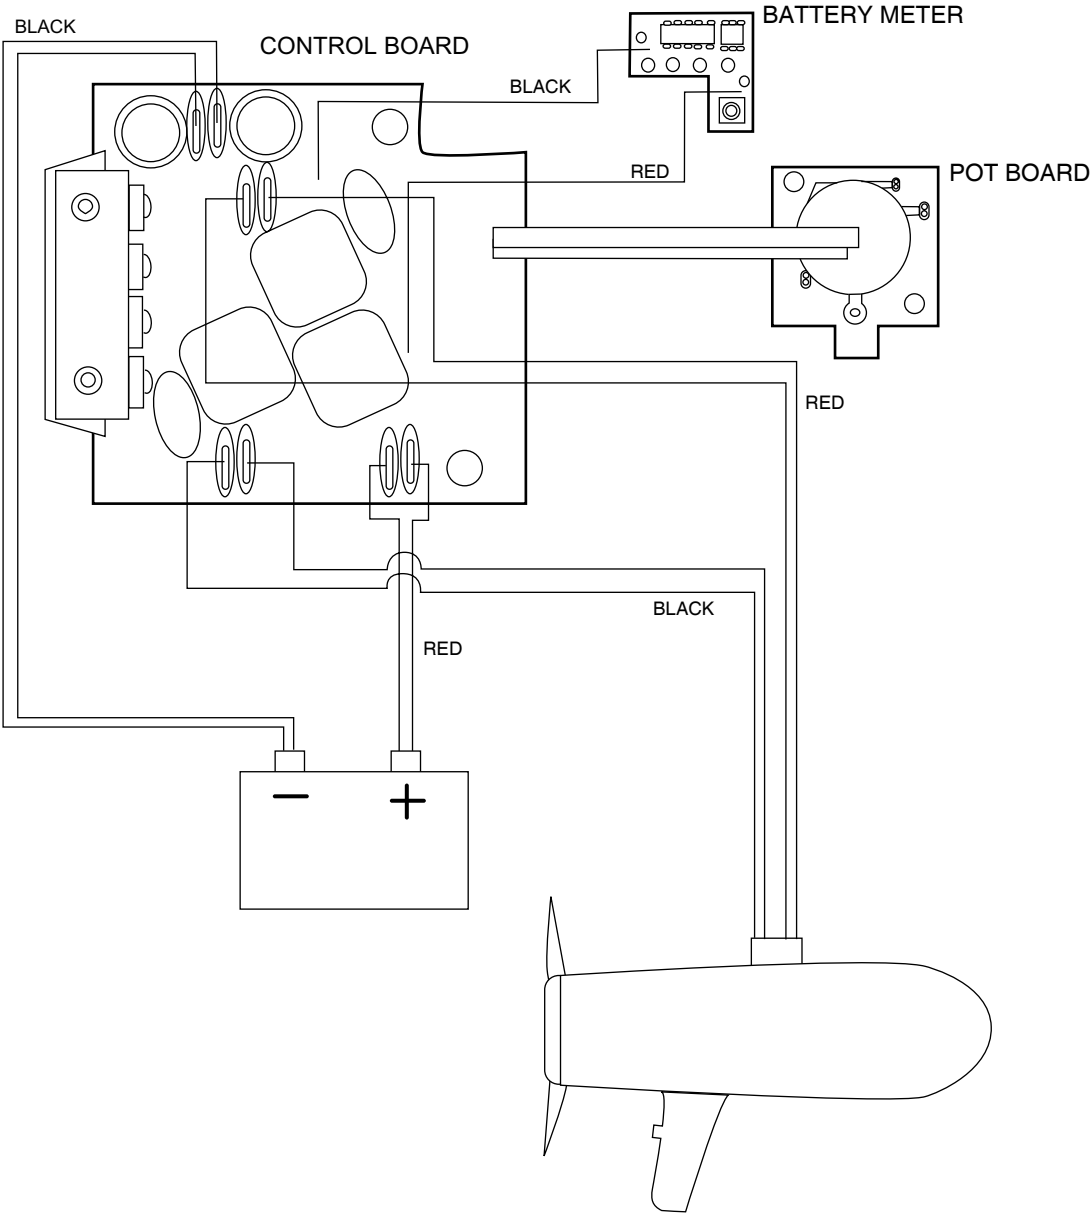 BLACK
BATTERY METER
CONTROL BOARD
BLACK
RED
POT BOARD
RED
BLACK
RED